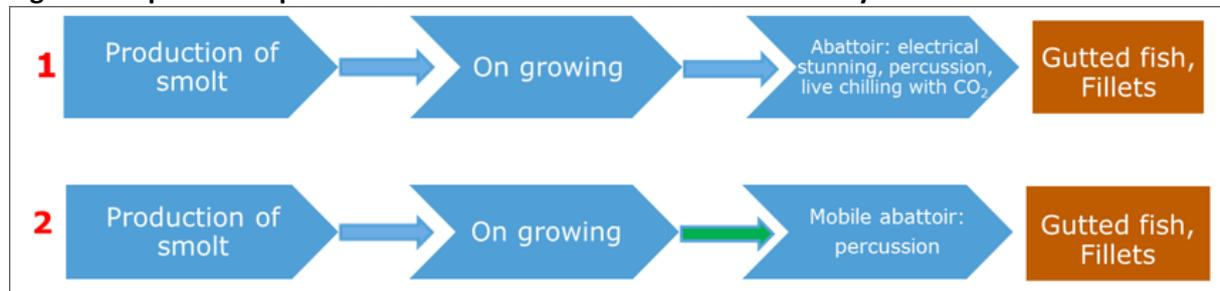 1
Production of
smolt
On growing
Abattoir: electrical
stunning, percussion,
live chilling with CO₂
Gutted fish,
Fillets
2
Production of
smolt
On growing
Mobile abattoir:
percussion
Gutted fish,
Fillets